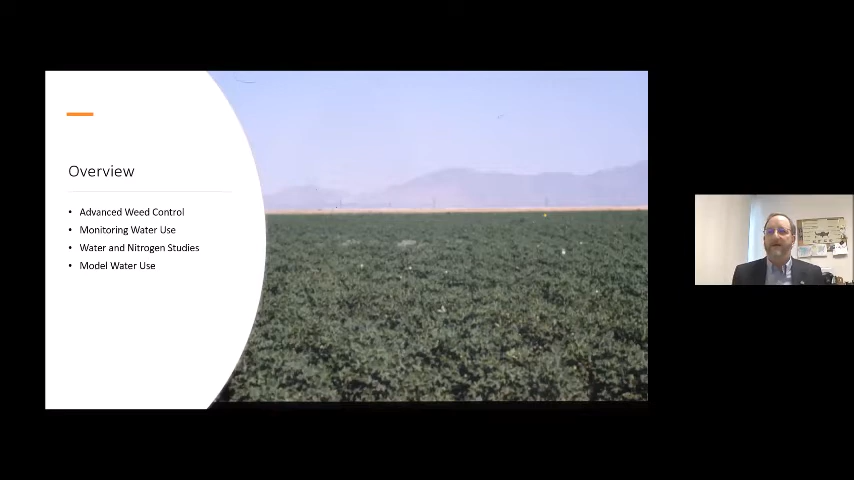 Overview
• Advanced Weed Control
• Monitoring Water Use
• Water and Nitrogen Studies
• Model Water Use